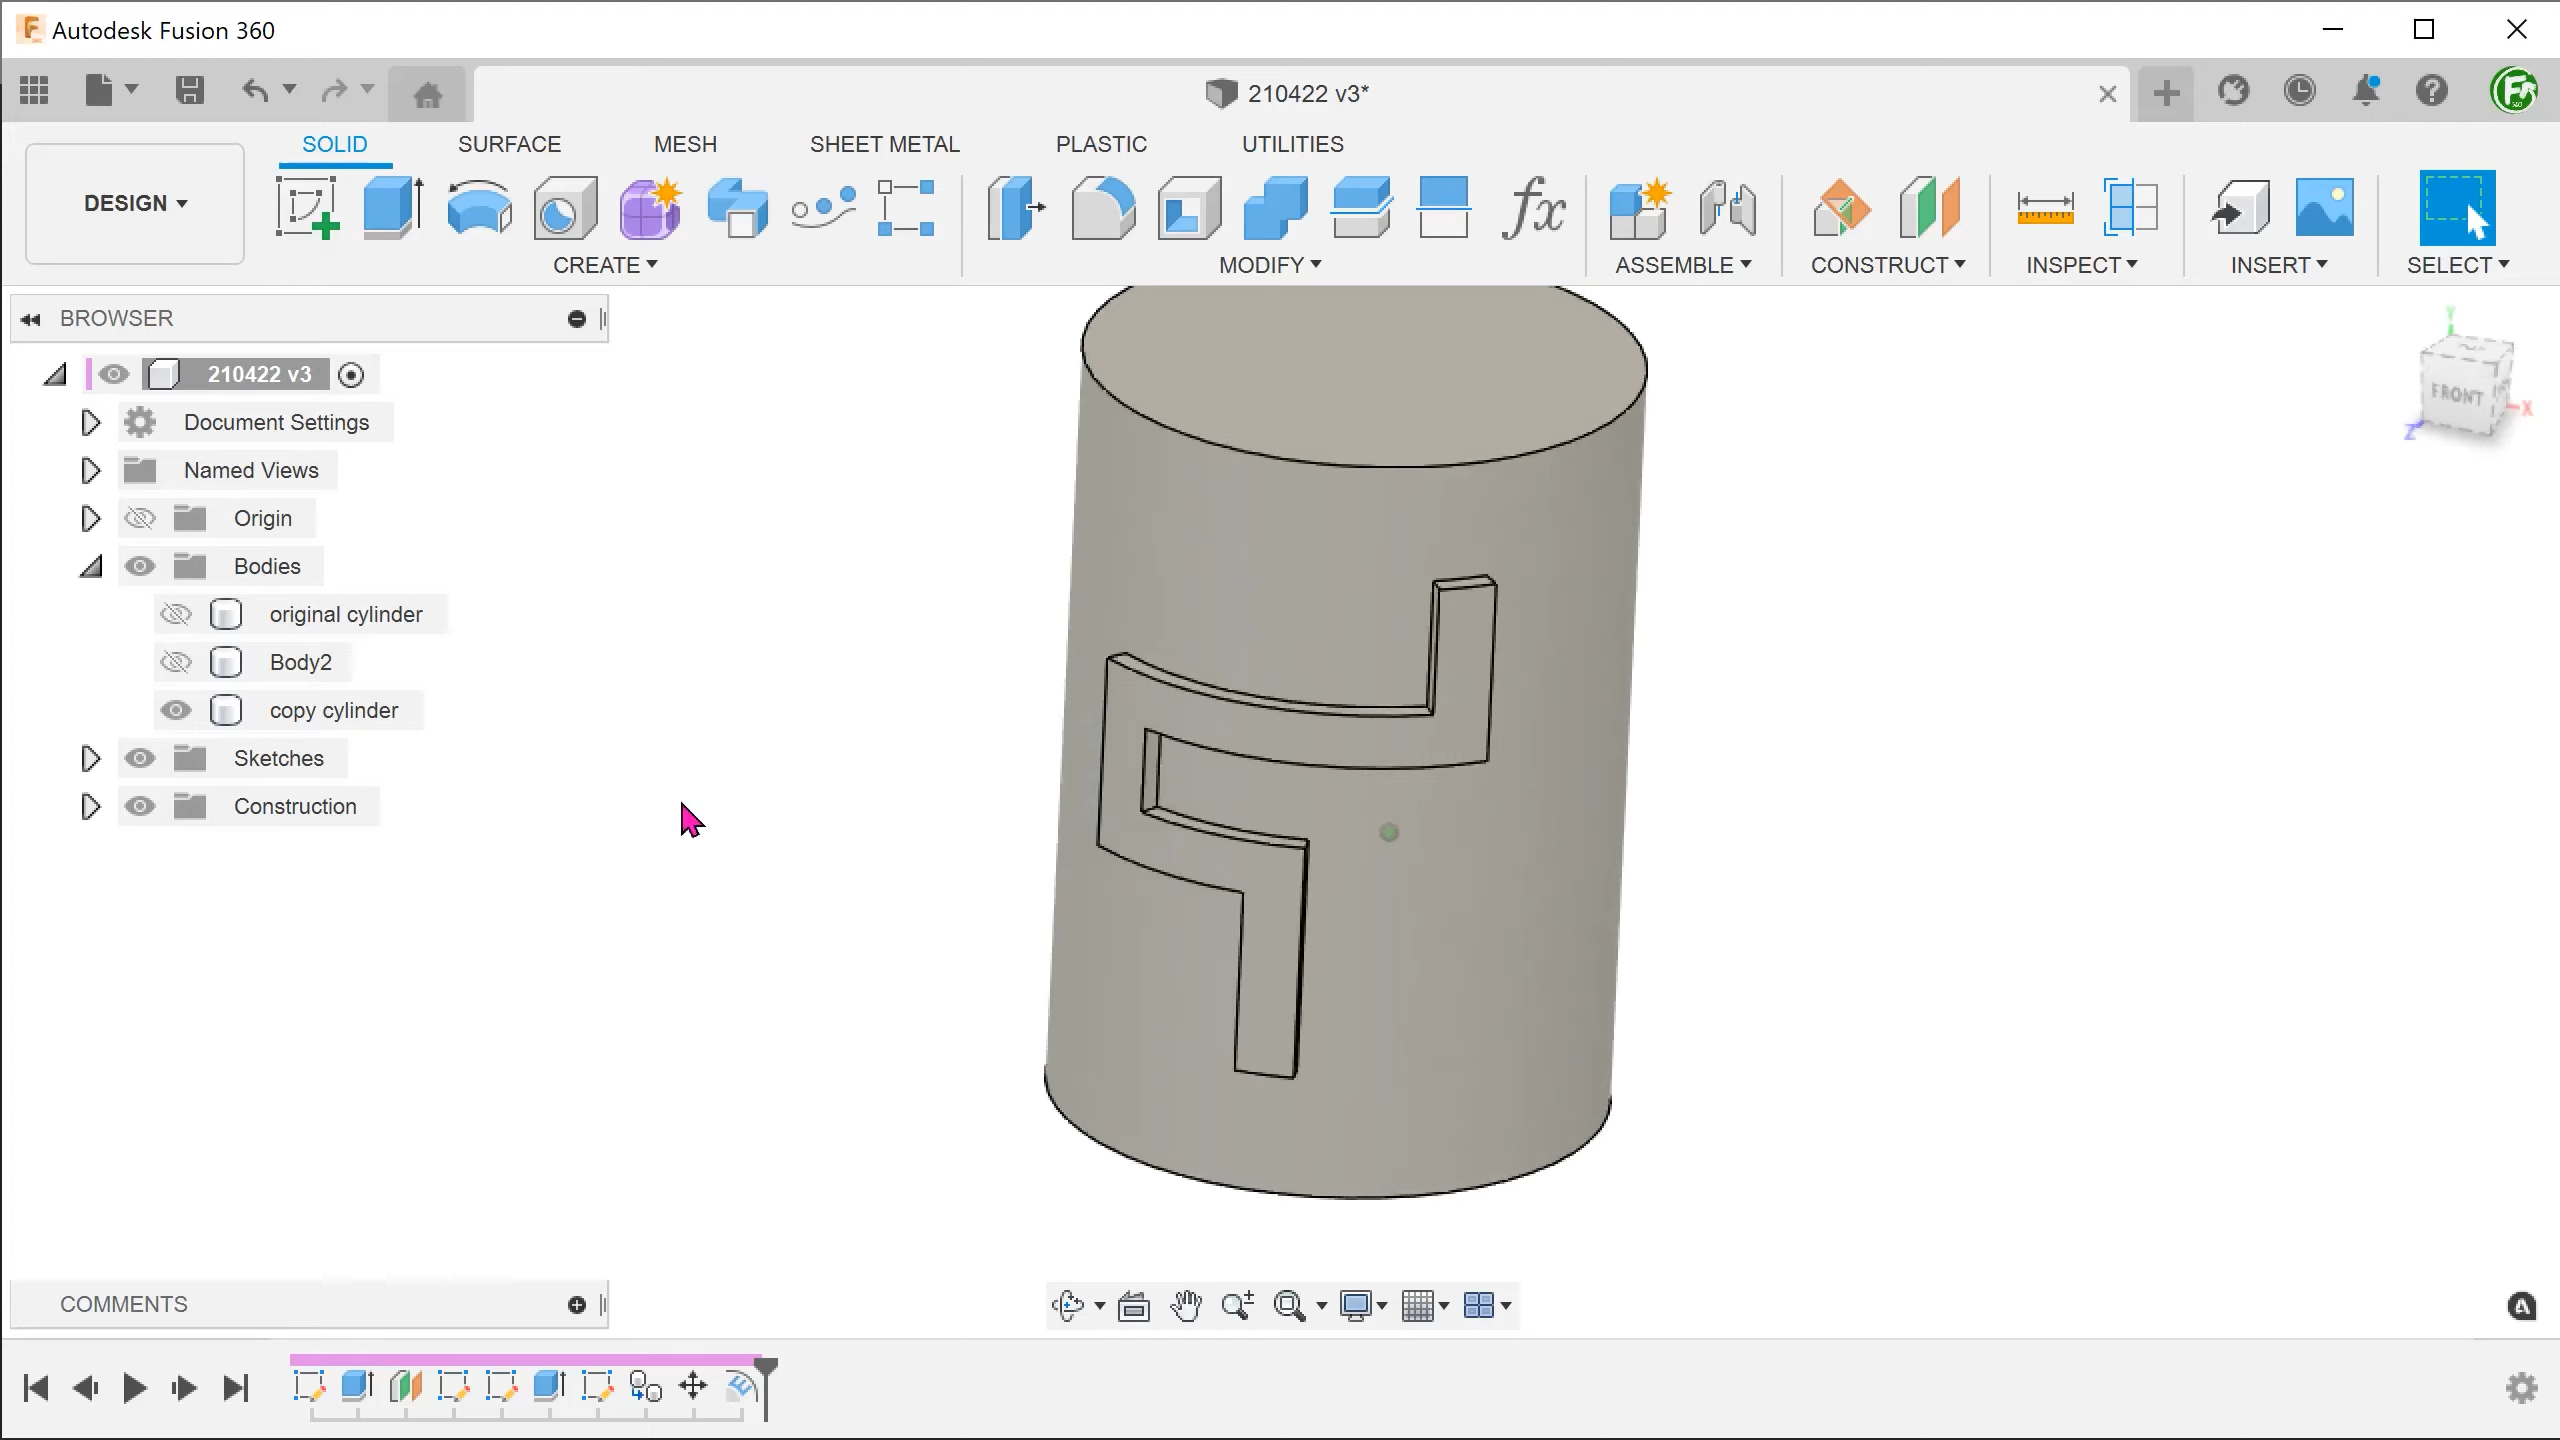 Autodesk Fusion 360
210422 v3*
SOLID SURFACE MESH SHEET METAL PLASTIC UTILITIES
DESIGN
fx
CREATE MODIFY ASSEMBLE CONSTRUCT INSPECT INSERT SELECT
BROWSER
210422 v3
Document Settings
Named Views
Origin
Bodies
original cylinder
Body2
copy cylinder
Sketches
Construction
Y
FRONT
X
Z
COMMENTS